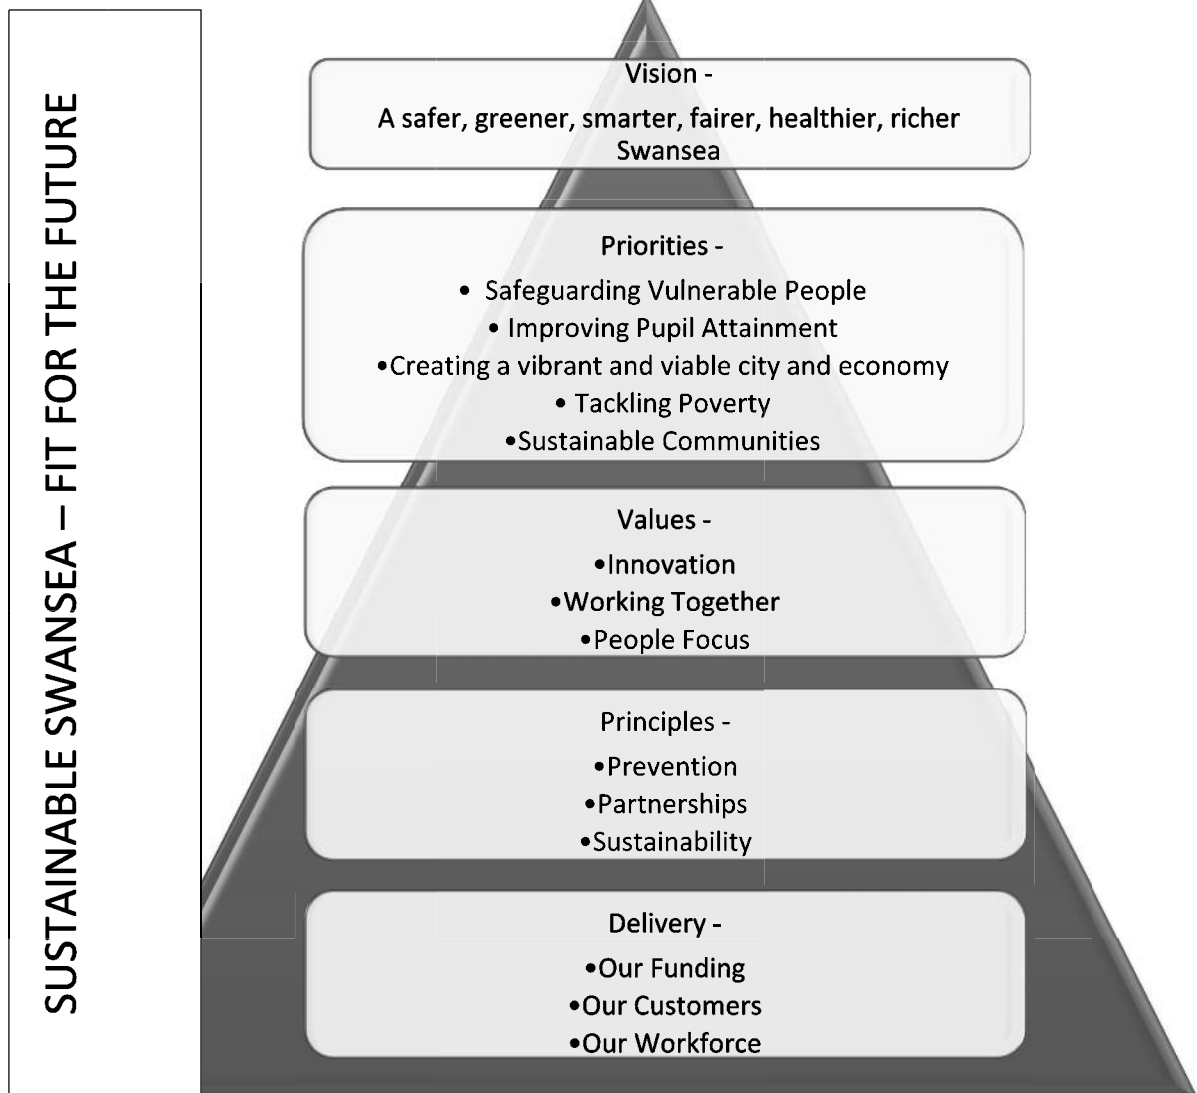 SUSTAINABLE SWANSEA – FIT FOR THE FUTURE
Vision -
A safer, greener, smarter, fairer, healthier, richer
Swansea
Priorities -
• Safeguarding Vulnerable People
• Improving Pupil Attainment
•Creating a vibrant and viable city and economy
• Tackling Poverty
•Sustainable Communities
Values -
•Innovation
•Working Together
•People Focus
Principles -
•Prevention
•Partnerships
•Sustainability
Delivery -
•Our Funding
•Our Customers
•Our Workforce